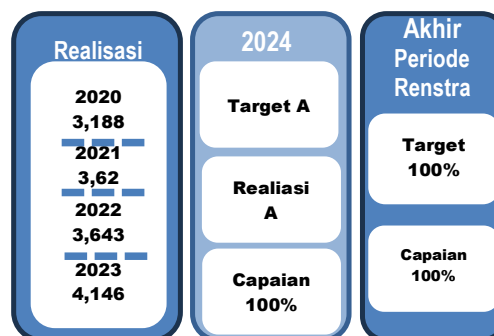 Realisasi
2020
3,188
2021
3,62
2022
3,643
2023
4,146
2024
Target A
Realiasi
A
Capaian
100%
Akhir
Periode
Renstra
Target
100%
Capaian
100%